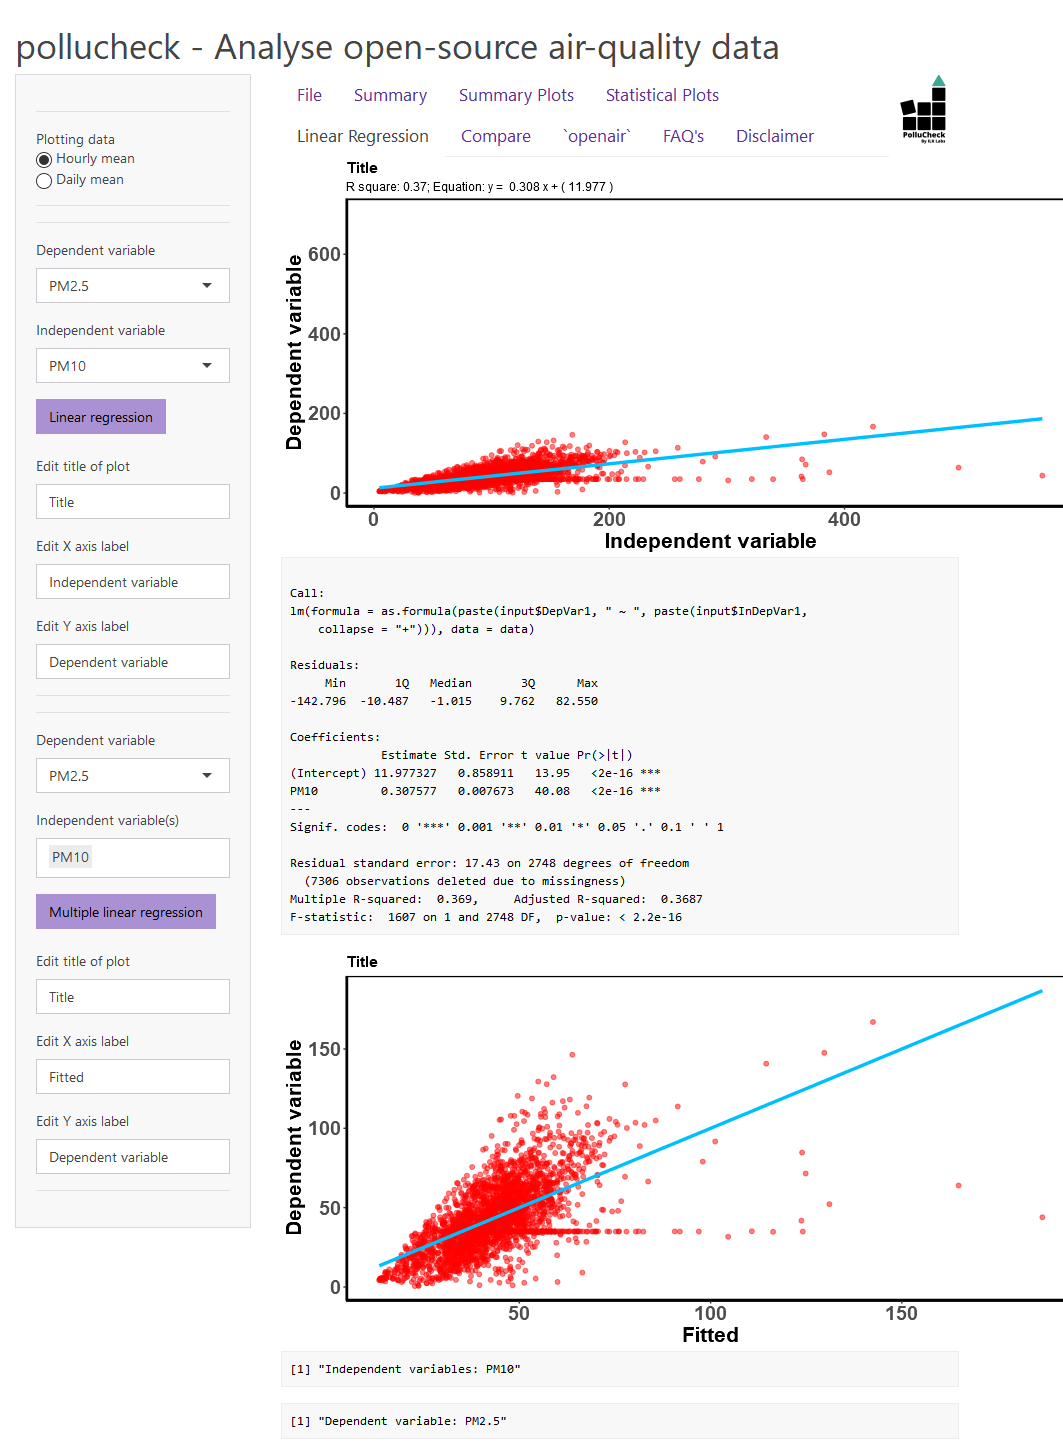 pollucheck - Analyse open-source air-quality data
Plotting data
Hourly mean
Daily mean
Dependent variable
PM2.5
Independent variable
PM10
Linear regression
Edit title of plot
Title
Edit X axis label
Independent variable
Edit Y axis label
Dependent variable
Dependent variable
PM2.5
Independent variable(s)
PM10
Multiple linear regression
Edit title of plot
Title
Edit X axis label
Fitted
Edit Y axis label
Dependent variable
File Summary Summary Plots Statistical Plots
Linear Regression Compare `openair` FAQ's Disclaimer
PolluCheck
By ILK Labs
Title
R square: 0.37; Equation: y = 0.308 x + ( 11.977 )
Dependent variable
600
400
200
0
0 200 400
Independent variable
Call:
lm(formula = as.formula(paste(input$DepVar1, " ~ ", paste(input$InDepVar1,
collapse = "+"))), data = data)
Residuals:
Min 1Q Median 3Q Max
-142.796 -10.487 -1.015 9.762 82.550
Coefficients:
Estimate Std. Error t value Pr(>|t|)
(Intercept) 11.977327 0.858911 13.95 <2e-16 ***
PM10 0.307577 0.007673 40.08 <2e-16 ***
---
Signif. codes: 0 '***' 0.001 '**' 0.01 '*' 0.05 '.' 0.1 ' ' 1
Residual standard error: 17.43 on 2748 degrees of freedom
(7306 observations deleted due to missingness)
Multiple R-squared: 0.369, Adjusted R-squared: 0.3687
F-statistic: 1607 on 1 and 2748 DF, p-value: < 2.2e-16
Title
Dependent variable
150
100
50
0
50 100 150
Fitted
[1] "Independent variables: PM10"
[1] "Dependent variable: PM2.5"